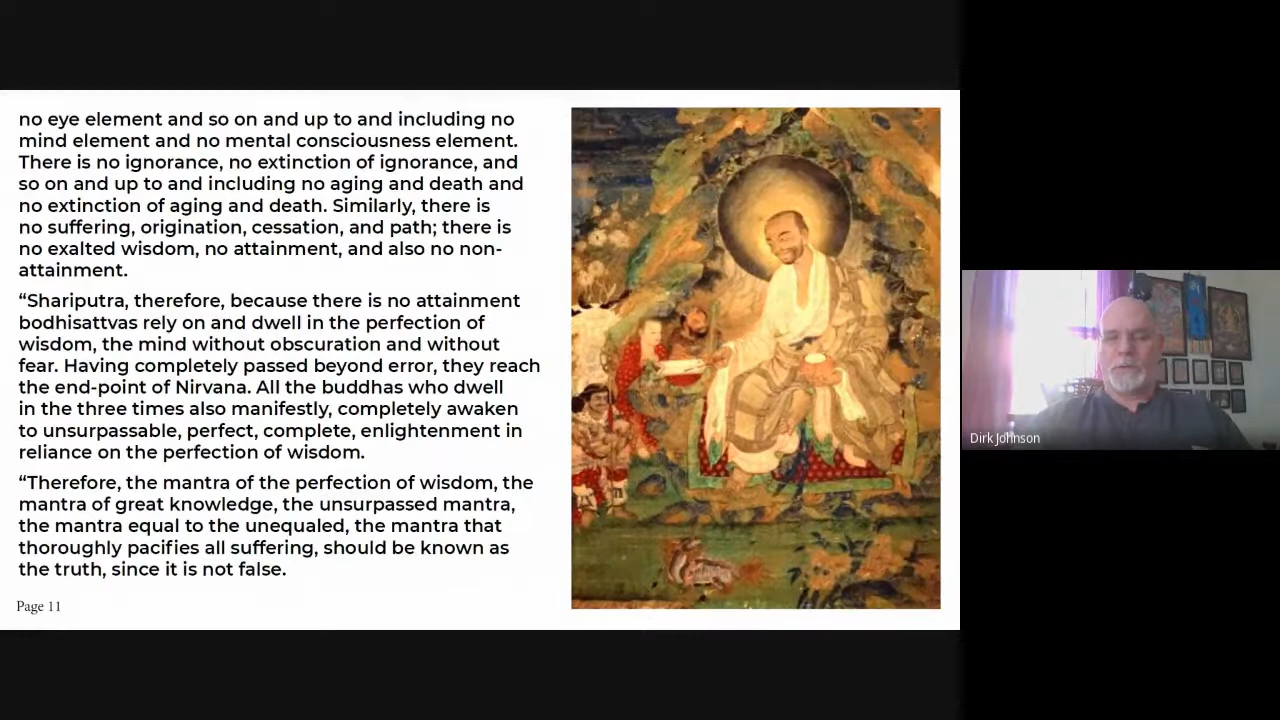 no eye element and so on and up to and including no
mind element and no mental consciousness element.
There is no ignorance, no extinction of ignorance, and
so on and up to and including no aging and death and
no extinction of aging and death. Similarly, there is
no suffering, origination, cessation, and path; there is
no exalted wisdom, no attainment, and also no non-
attainment.
“Shariputra, therefore, because there is no attainment
bodhisattvas rely on and dwell in the perfection of
wisdom, the mind without obscuration and without
fear. Having completely passed beyond error, they reach
the end-point of Nirvana. All the buddhas who dwell
in the three times also manifestly, completely awaken
to unsurpassable, perfect, complete, enlightenment in
reliance on the perfection of wisdom.
“Therefore, the mantra of the perfection of wisdom, the
mantra of great knowledge, the unsurpassed mantra,
the mantra equal to the unequaled, the mantra that
thoroughly pacifies all suffering, should be known as
the truth, since it is not false.
Page 11
Dirk Johnson